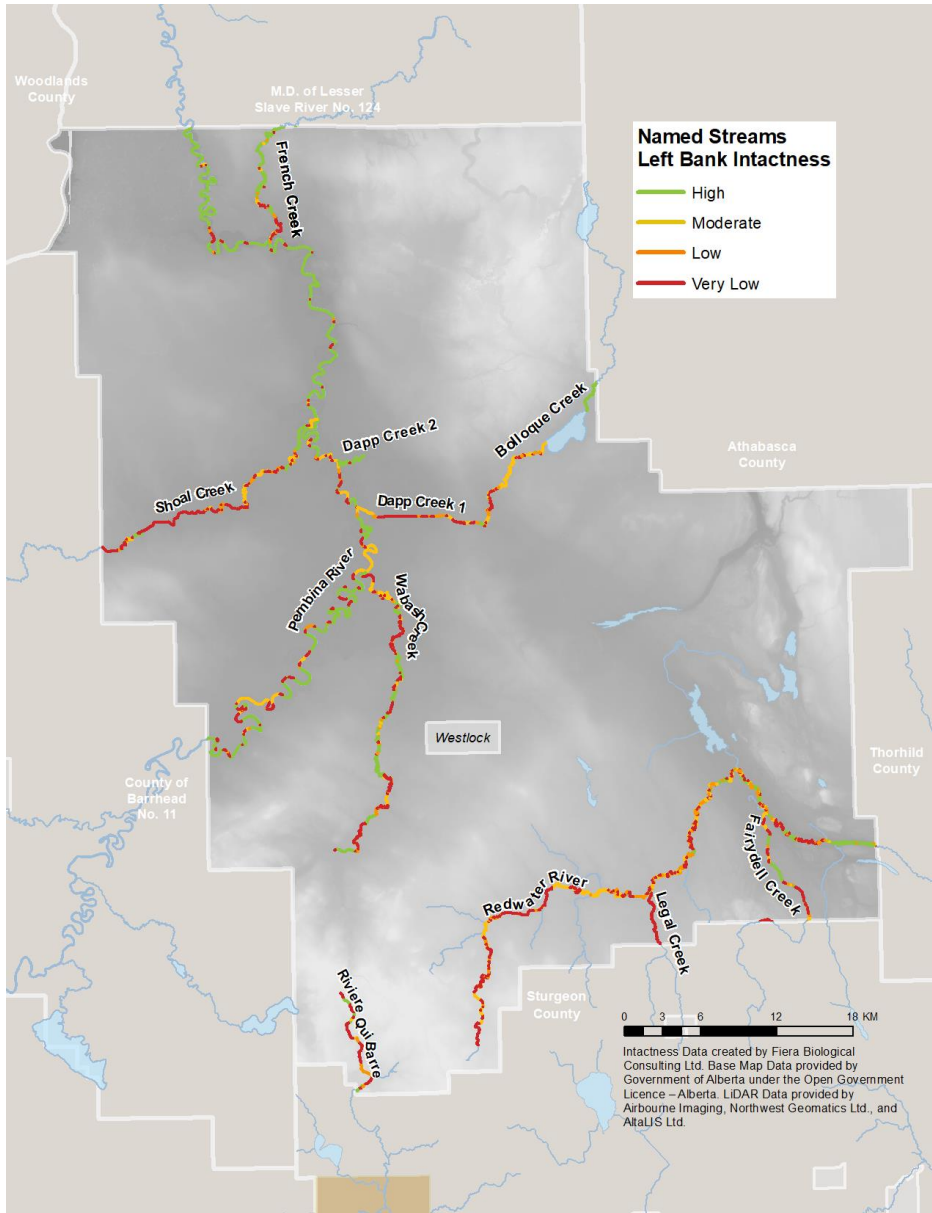 Woodlands
County
M.D. of Lesser
Slave River No. 124
Named Streams
Left Bank Intactness
High
Moderate
Low
Very Low
French Creek
Bolloque Creek
Dapp Creek 2
Athabasca
County
Shoal Creek
Dapp Creek 1
Pembina River
Wabash Creek
Westlock
County of
Barrhead
No. 11
Thorhild
County
Fairydell Creek
Redwater River
Legal Creek
Riviere Qui Barre
Sturgeon
County
0 3 6 12 18 KM
Intactness Data created by Fiera Biological
Consulting Ltd. Base Map Data provided by
Government of Alberta under the Open Government
Licence – Alberta. LiDAR Data provided by
Airbourne Imaging, Northwest Geomatics Ltd., and
AltaLIS Ltd.